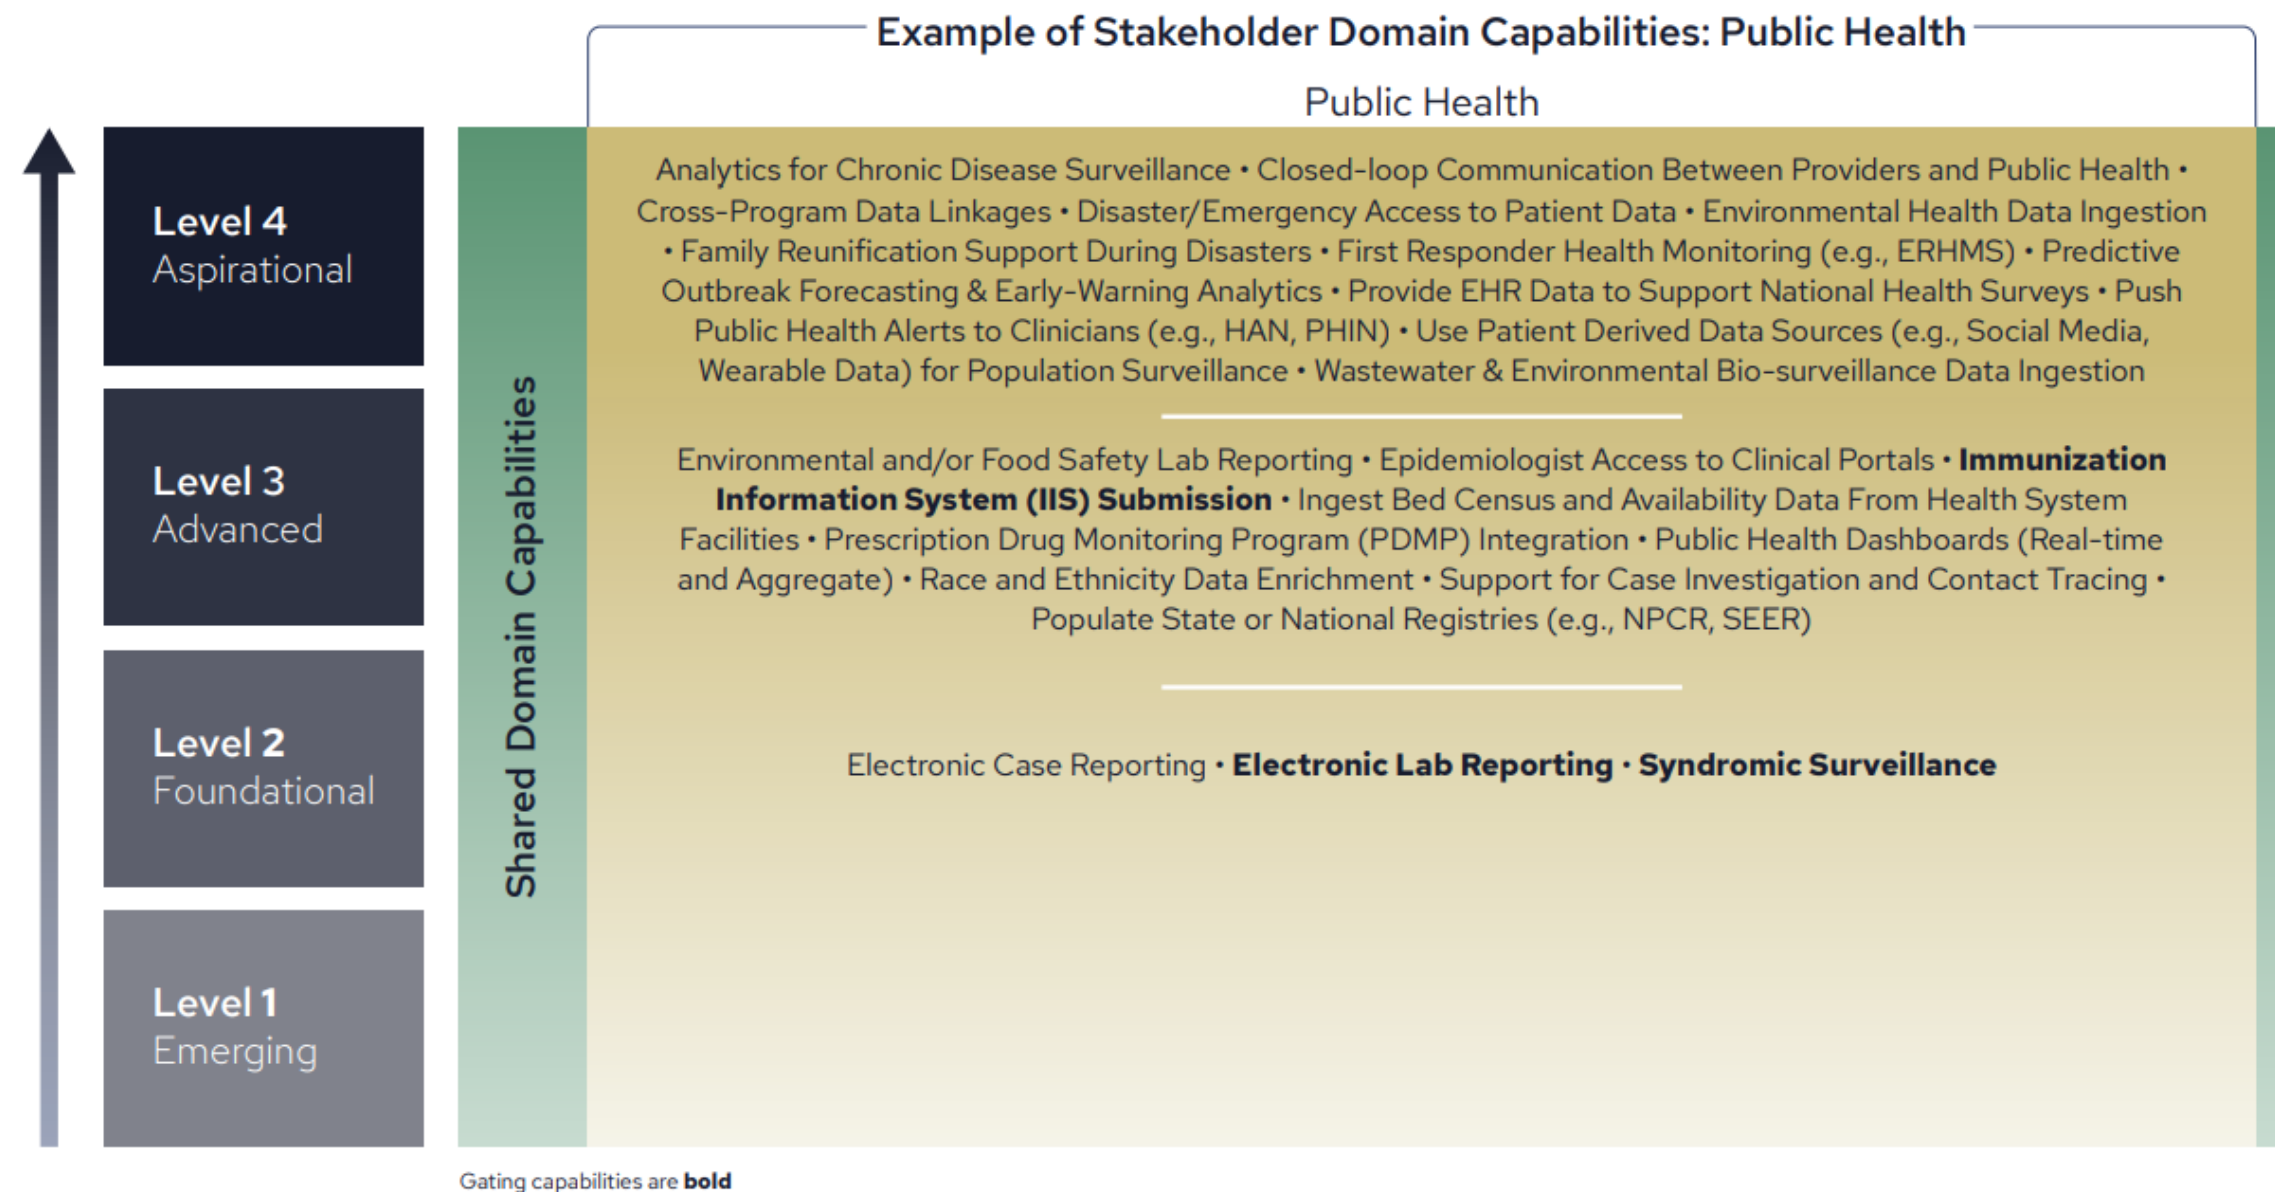 Example of Stakeholder Domain Capabilities: Public Health
Public Health
Level 4
Aspirational
Level 3
Advanced
Level 2
Foundational
Level 1
Emerging
Shared Domain Capabilities
Analytics for Chronic Disease Surveillance • Closed-loop Communication Between Providers and Public Health •
Cross-Program Data Linkages • Disaster/Emergency Access to Patient Data • Environmental Health Data Ingestion
• Family Reunification Support During Disasters • First Responder Health Monitoring (e.g., ERHMS) • Predictive
Outbreak Forecasting & Early-Warning Analytics • Provide EHR Data to Support National Health Surveys • Push
Public Health Alerts to Clinicians (e.g., HAN, PHIN) • Use Patient Derived Data Sources (e.g., Social Media,
Wearable Data) for Population Surveillance • Wastewater & Environmental Bio-surveillance Data Ingestion
Environmental and/or Food Safety Lab Reporting • Epidemiologist Access to Clinical Portals • Immunization
Information System (IIS) Submission • Ingest Bed Census and Availability Data From Health System
Facilities • Prescription Drug Monitoring Program (PDMP) Integration • Public Health Dashboards (Real-time
and Aggregate) • Race and Ethnicity Data Enrichment • Support for Case Investigation and Contact Tracing •
Populate State or National Registries (e.g., NPCR, SEER)
Electronic Case Reporting • Electronic Lab Reporting • Syndromic Surveillance
Gating capabilities are bold